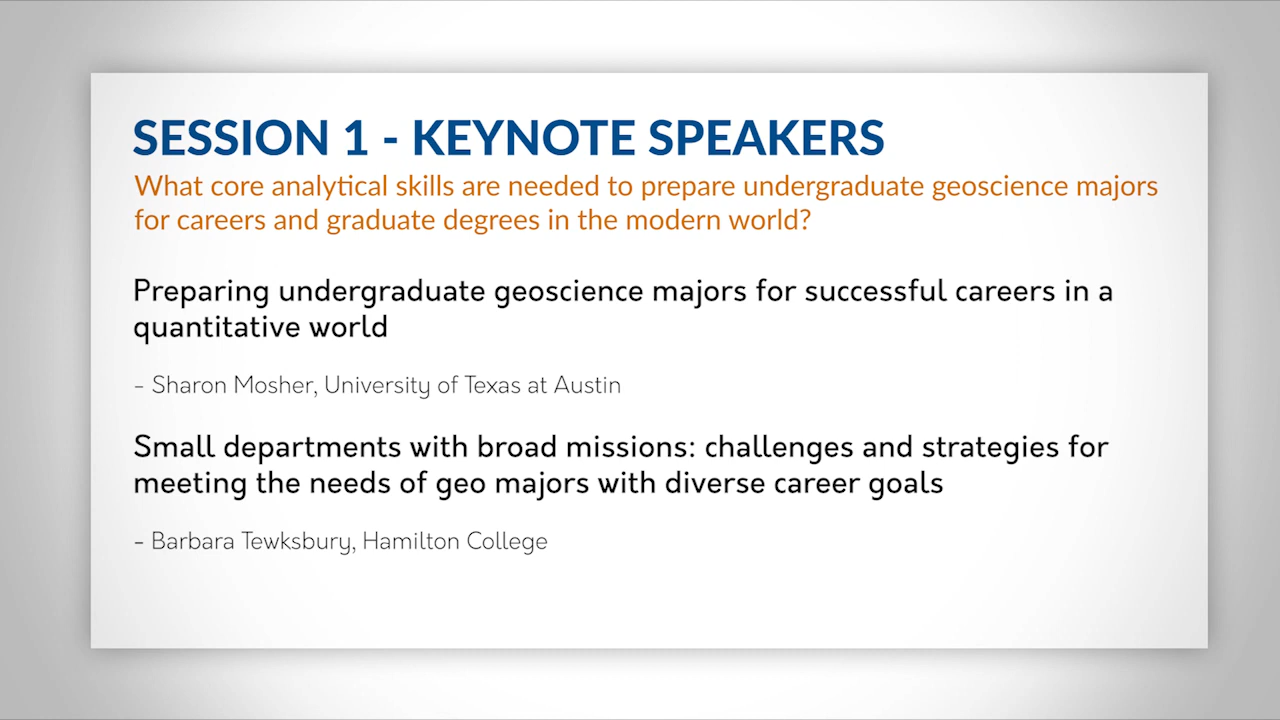 SESSION 1 - KEYNOTE SPEAKERS
What core analytical skills are needed to prepare undergraduate geoscience majors
for careers and graduate degrees in the modern world?
Preparing undergraduate geoscience majors for successful careers in a
quantitative world
– Sharon Mosher, University of Texas at Austin
Small departments with broad missions: challenges and strategies for
meeting the needs of geo majors with diverse career goals
– Barbara Tewksbury, Hamilton College